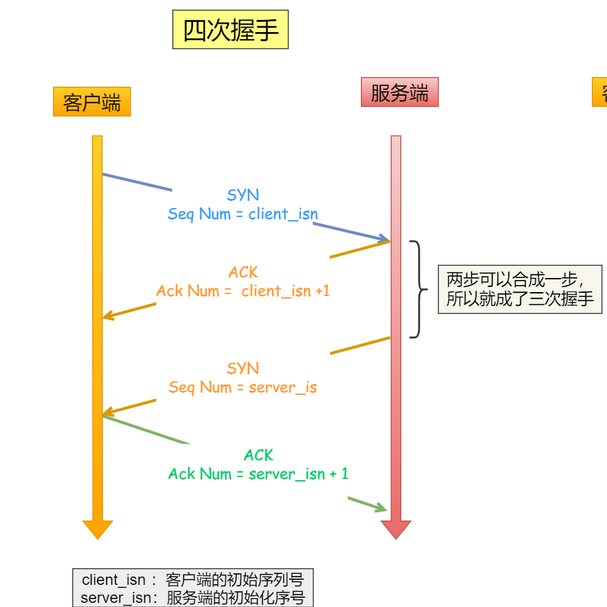 四次握手
客户端
服务端
SYN
Seq Num = client_isn
ACK
Ack Num = client_isn +1
两步可以合成一步，
所以就成了三次握手
SYN
Seq Num = server_is
ACK
Ack Num = server_isn + 1
client_isn ：客户端的初始序列号
server_isn：服务端的初始化序号